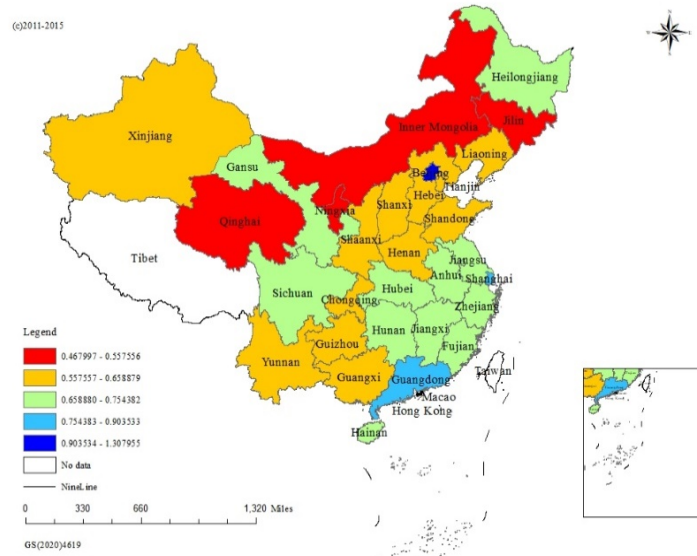 (c)2011-2015
N
W
E
S
Heilongjiang
Xinjiang
Inner Mongolia
Jilin
Gansu
Liaoning
Beijing
Tianjin
Hebei
Shanxi
Ningxia
Qinghai
Shandong
Shaanxi
Tibet
Henan
Jiangsu
Anhui
Shanghai
Hubei
Sichuan
Chongqing
Zhejiang
Hunan
Jiangxi
Guizhou
Fujian
Yunnan
Guangxi
Guangdong
Taiwan
Macao
Hong Kong
Hainan
Legend
0.467997 - 0.557556
0.557557 - 0.658879
0.658880 - 0.754382
0.754383 - 0.903533
0.903534 - 1.307955
No data
NineLine
0 330 660 1,320 Miles
GS(2020)4619